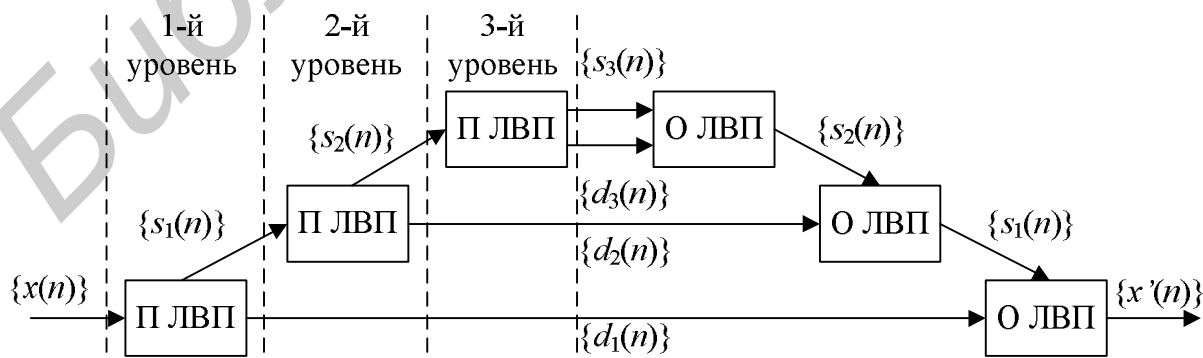 1-й уровень
2-й уровень
3-й уровень
{s₃(n)}
П ЛВП
О ЛВП
{s₂(n)}
{s₂(n)}
{d₃(n)}
П ЛВП
О ЛВП
{s₁(n)}
{s₁(n)}
{d₂(n)}
{x(n)}
П ЛВП
О ЛВП
{x’(n)}
{d₁(n)}